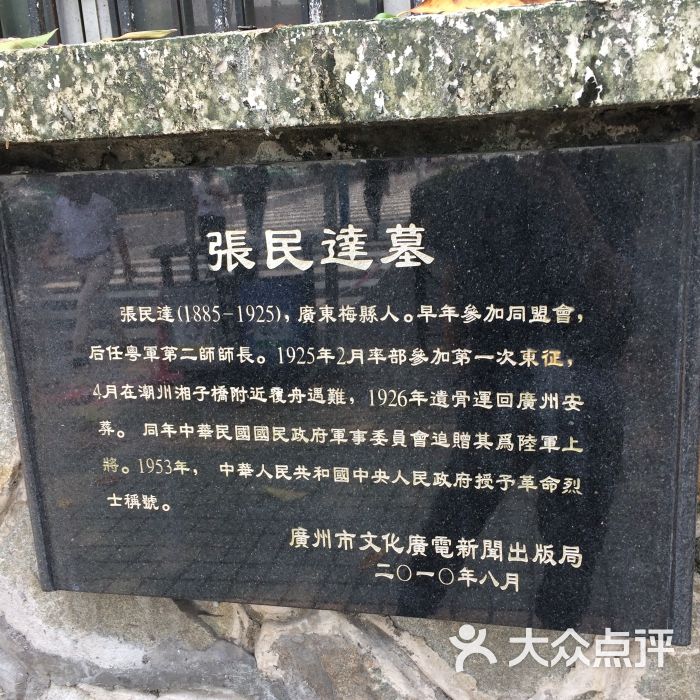 張民達墓
張民達(1885-1925)，廣東梅縣人。早年參加同盟會，
后任粤軍第二師師長。1925年2月率部參加第一次東征，
4月在潮州湘子橋附近覆舟遇難，1926年遺骨運回廣州安
葬。同年中華民國國民政府軍事委員會追贈其爲陸軍上
將。1953年，中華人民共和國中央人民政府授予革命烈
士稱號。
廣州市文化廣電新聞出版局
二〇一〇年八月
大众点评